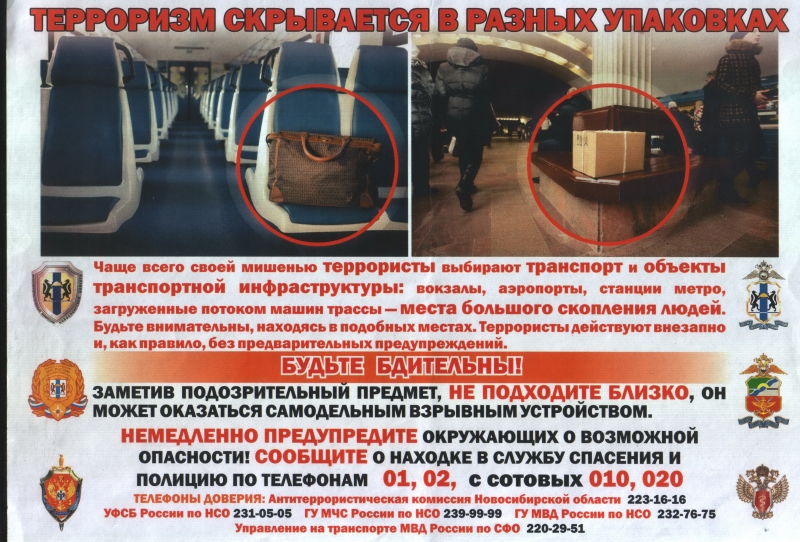 ТЕРРОРИЗМ СКРЫВАЕТСЯ В РАЗНЫХ УПАКОВКАХ
Чаще всего своей мишенью террористы выбирают транспорт и объекты
транспортной инфраструктуры: вокзалы, аэропорты, станции метро,
загруженные потоком машин трассы — места большого скопления людей.
Будьте внимательны, находясь в подобных местах. Террористы действуют внезапно
и, как правило, без предварительных предупреждений.
БУДЬТЕ БДИТЕЛЬНЫ!
ЗАМЕТИВ ПОДОЗРИТЕЛЬНЫЙ ПРЕДМЕТ, НЕ ПОДХОДИТЕ БЛИЗКО, ОН
МОЖЕТ ОКАЗАТЬСЯ САМОДЕЛЬНЫМ ВЗРЫВНЫМ УСТРОЙСТВОМ.
НЕМЕДЛЕННО ПРЕДУПРЕДИТЕ ОКРУЖАЮЩИХ О ВОЗМОЖНОЙ
ОПАСНОСТИ! СООБЩИТЕ О НАХОДКЕ В СЛУЖБУ СПАСЕНИЯ И
ПОЛИЦИЮ ПО ТЕЛЕФОНАМ 01, 02, С СОТОВЫХ 010, 020
ТЕЛЕФОНЫ ДОВЕРИЯ: Антитеррористическая комиссия Новосибирской области 223-16-16
УФСБ России по НСО 231-05-05 ГУ МЧС России по НСО 239-99-99 ГУ МВД России по НСО 232-76-75
Управление на транспорте МВД России по СФО 220-29-51